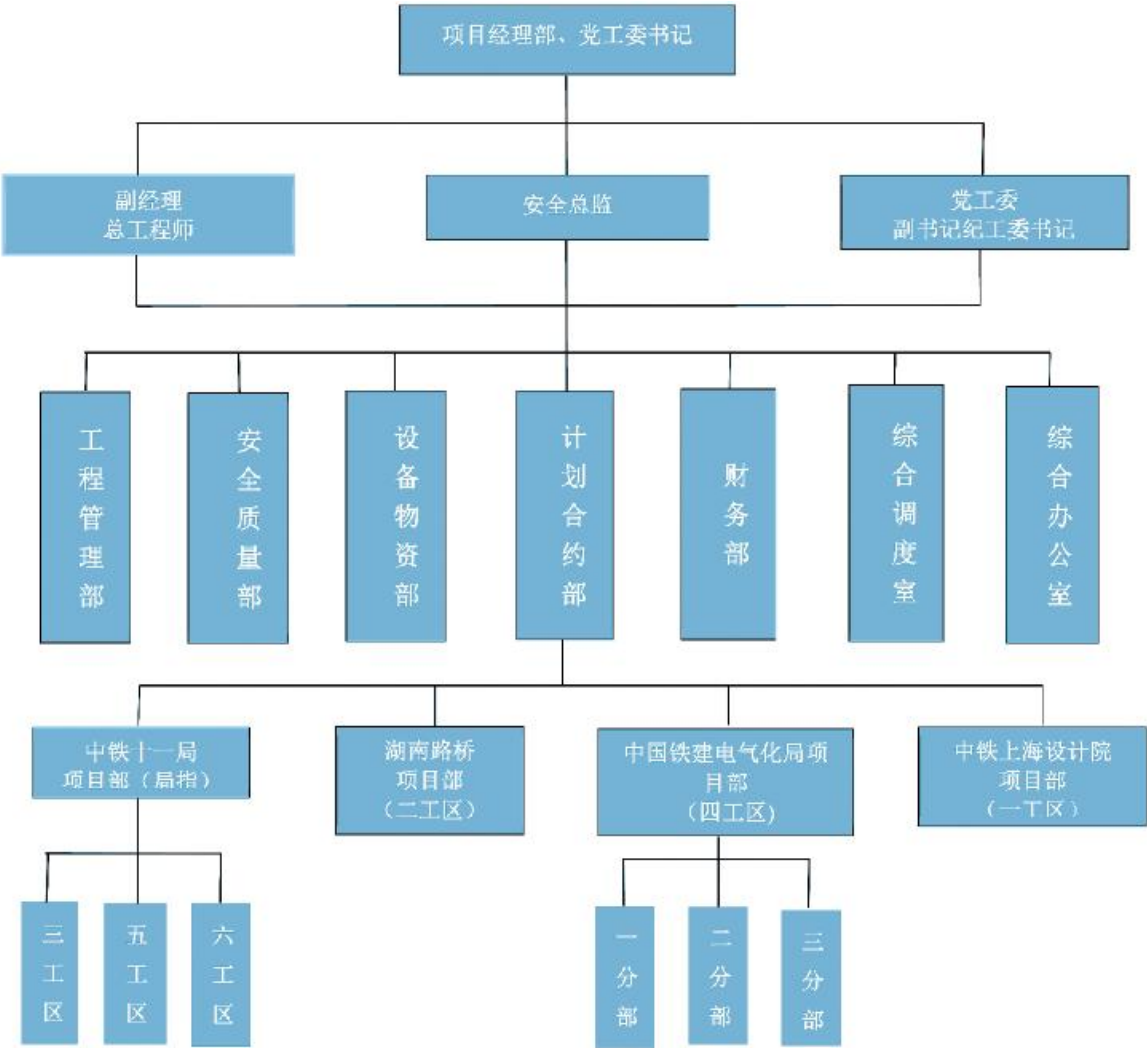 项目经理部、党工委书记
副经理
总工程师
安全总监
党工委
副书记纪工委书记
工程管理部
安全质量部
设备物资部
计划合约部
财务部
综合调度室
综合办公室
中铁十一局
项目部（局指）
湖南路桥
项目部
（二工区）
中国铁建电气化局项
目部
（四工区)
中铁上海设计院
项目部
（一工区）
三工区
五工区
六工区
一分部
二分部
三分部